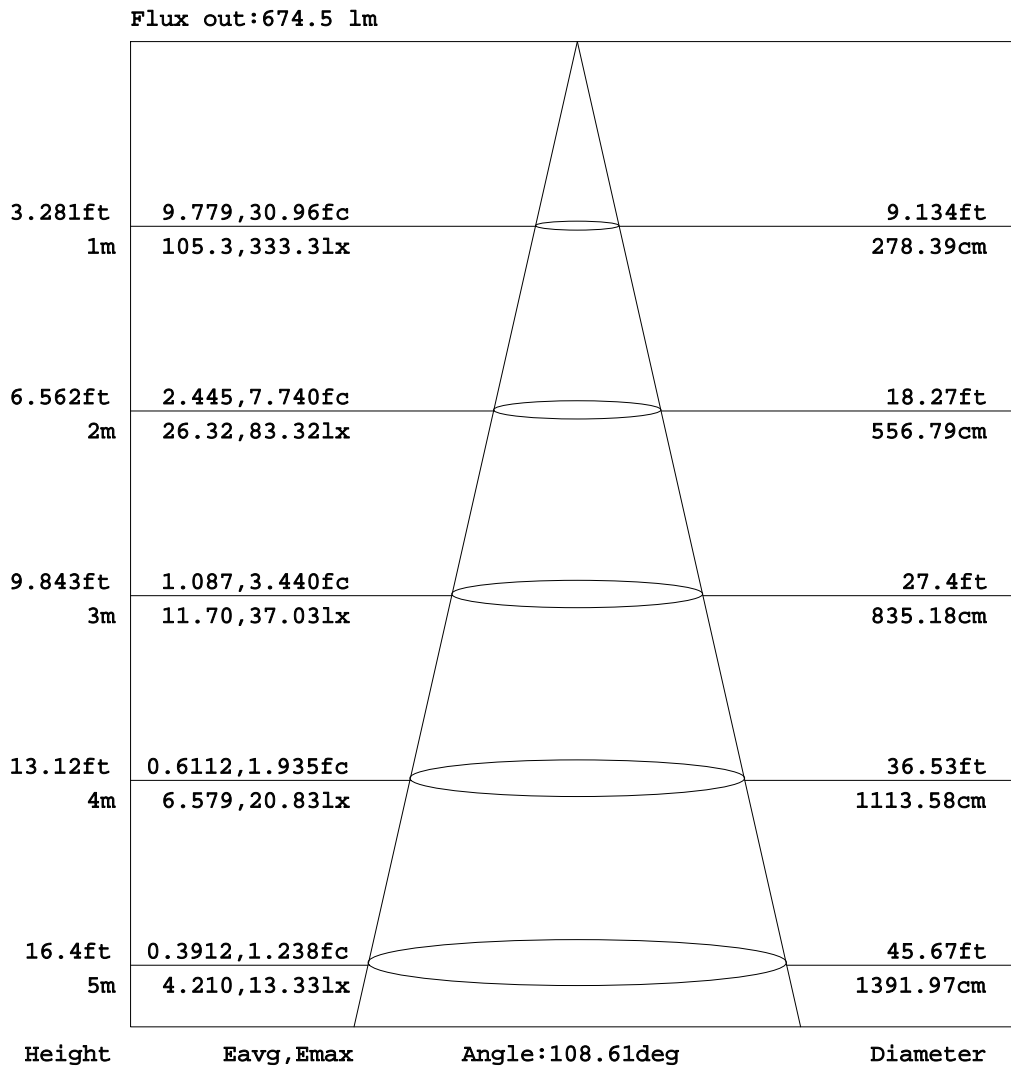 Flux out:674.5 lm
3.281ft 9.779,30.96fc 9.134ft
1m 105.3,333.3lx 278.39cm
6.562ft 2.445,7.740fc 18.27ft
2m 26.32,83.32lx 556.79cm
9.843ft 1.087,3.440fc 27.4ft
3m 11.70,37.03lx 835.18cm
13.12ft 0.6112,1.935fc 36.53ft
4m 6.579,20.83lx 1113.58cm
16.4ft 0.3912,1.238fc 45.67ft
5m 4.210,13.33lx 1391.97cm
Height Eavg,Emax Angle:108.61deg Diameter